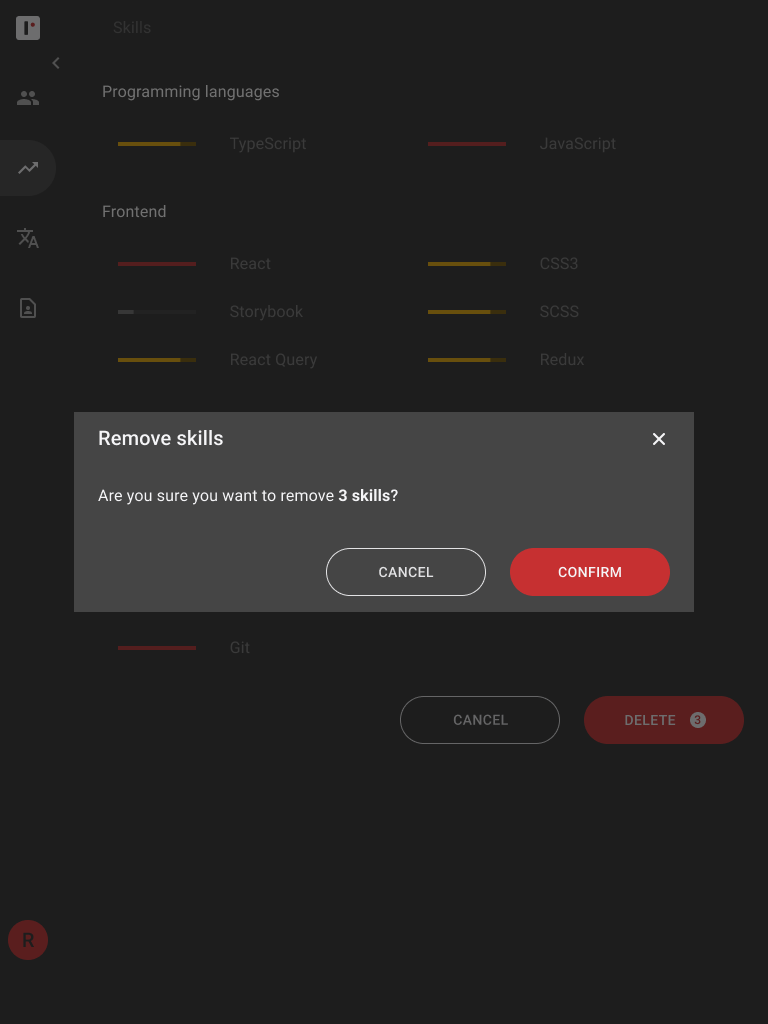 Skills
Programming languages
TypeScript
JavaScript
Frontend
React
CSS3
Storybook
SCSS
React Query
Redux
Remove skills
Are you sure you want to remove 3 skills?
CANCEL
CONFIRM
Git
CANCEL
DELETE 3
R